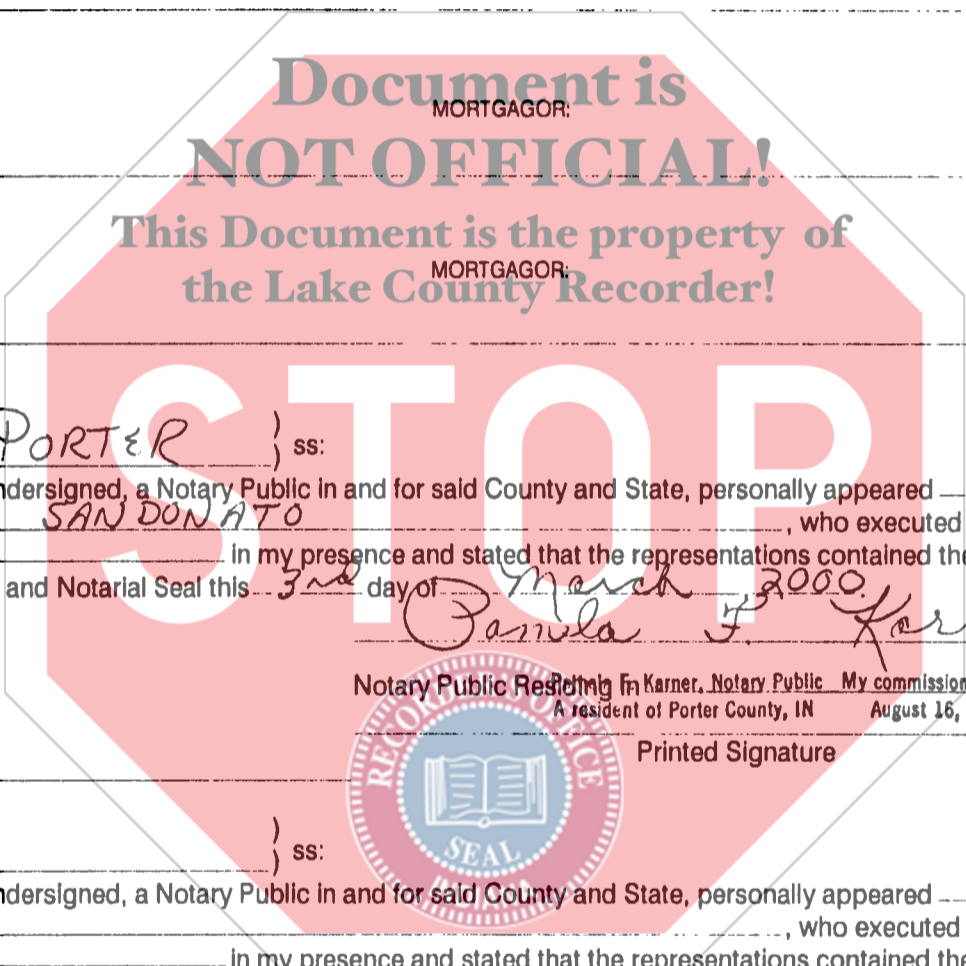 Document is
MORTGAGOR:
NOT OFFICIAL!
This Document is the property of
MORTGAGOR:
the Lake County Recorder!
STOP
PORTER } ss:
ndersigned, a Notary Public in and for said County and State, personally appeared
SANDONATO , who executed
in my presence and stated that the representations contained the
and Notarial Seal this 3rd day of March 2000.
Pamela F. Kar
Notary Public Residing in
F. Karner, Notary Public My commission
A resident of Porter County, IN August 16,
Printed Signature
RECORDER'S OFFICE
SEAL
} ss:
ndersigned, a Notary Public in and for said County and State, personally appeared
, who executed
in my presence and stated that the representations contained the